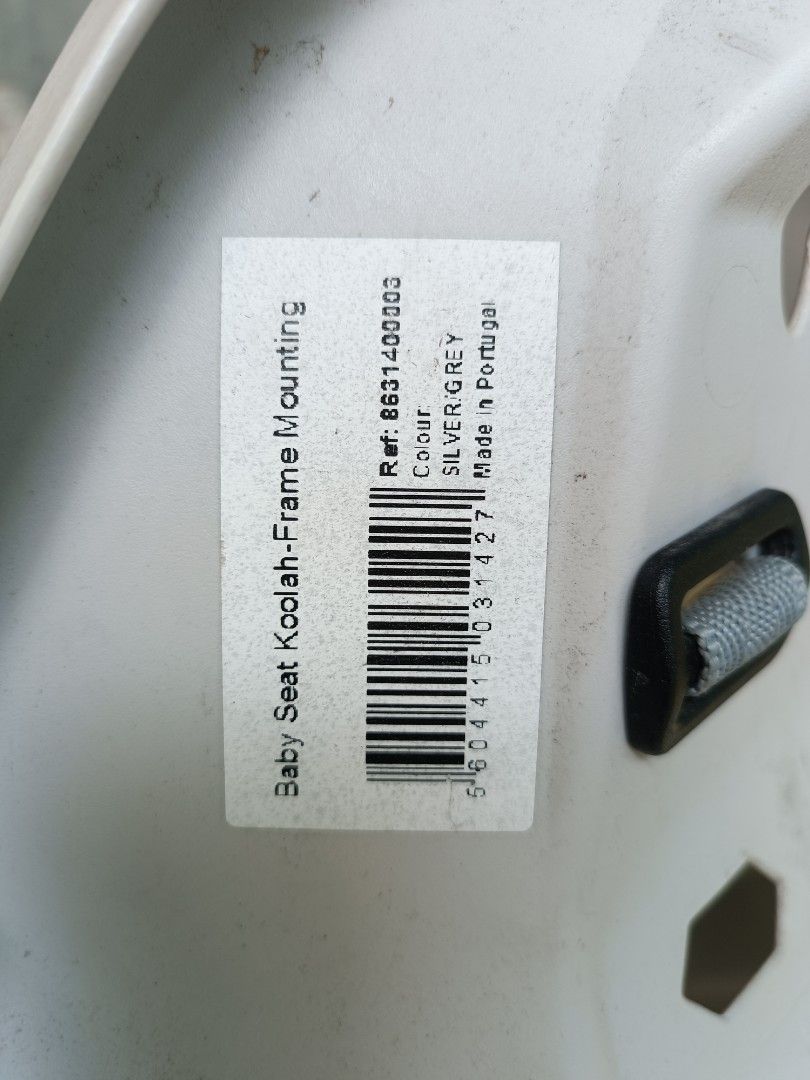 Baby Seat Koolah-Frame Mounting
Ref: 8631400003
Colour:
SILVER/GREY
Made in Portugal
5604415031427